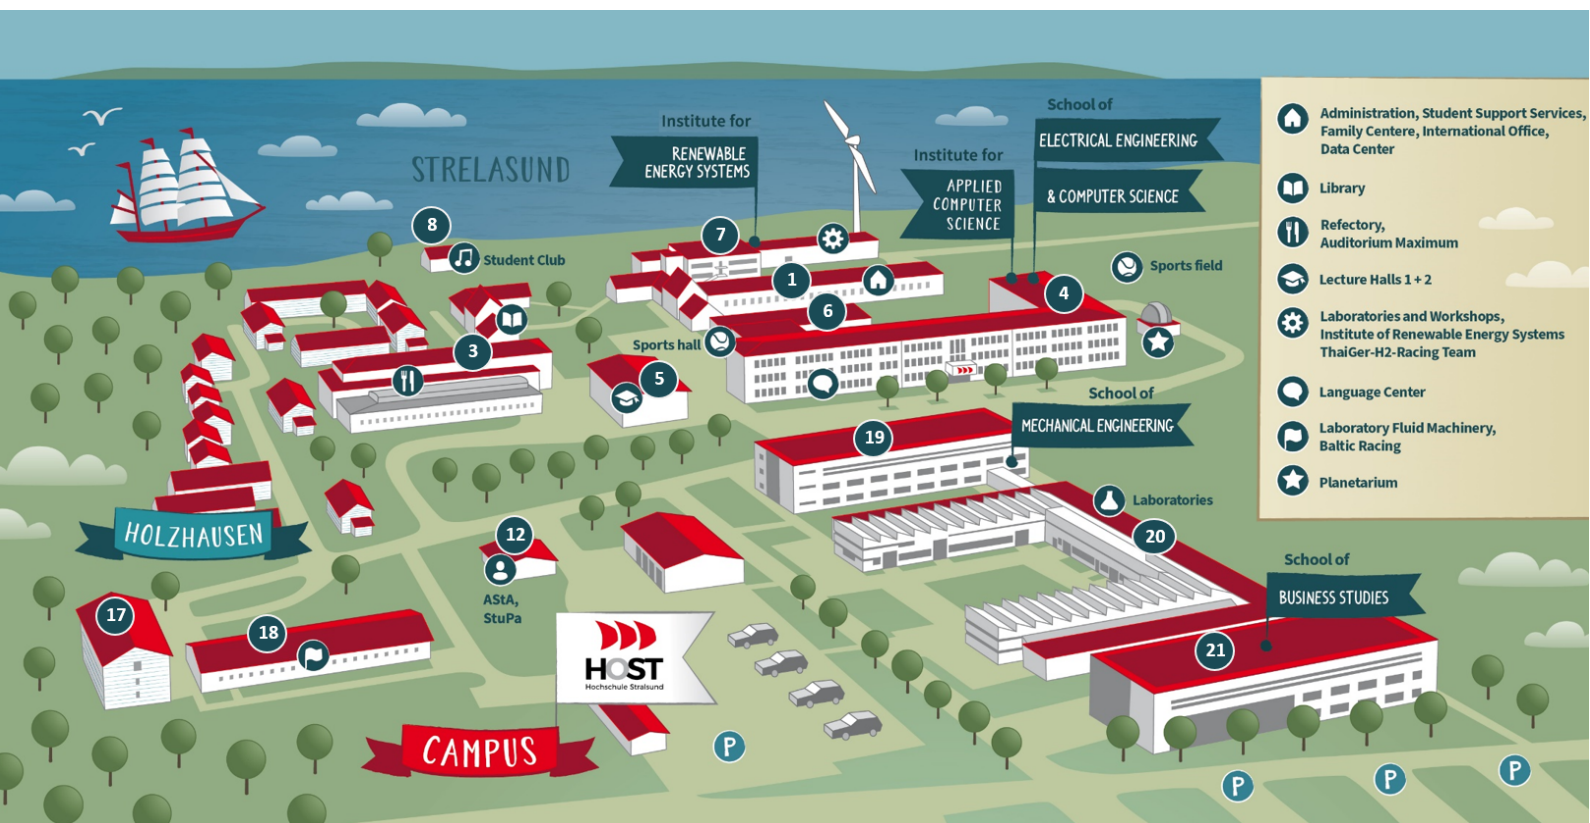 STRELASUND
Institute for
RENEWABLE
ENERGY SYSTEMS
Institute for
APPLIED
COMPUTER
SCIENCE
School of
ELECTRICAL ENGINEERING
& COMPUTER SCIENCE
8
Student Club
7
1
6
4
Sports field
Sports hall
3
5
School of
MECHANICAL ENGINEERING
19
Laboratories
20
HOLZHAUSEN
12
AStA,
StuPa
17
18
School of
BUSINESS STUDIES
21
HOST
Hochschule Stralsund
CAMPUS
P
P
P
P
Administration, Student Support Services,
Family Centere, International Office,
Data Center
Library
Refectory,
Auditorium Maximum
Lecture Halls 1 + 2
Laboratories and Workshops,
Institute of Renewable Energy Systems
ThaiGer-H2-Racing Team
Language Center
Laboratory Fluid Machinery,
Baltic Racing
Planetarium